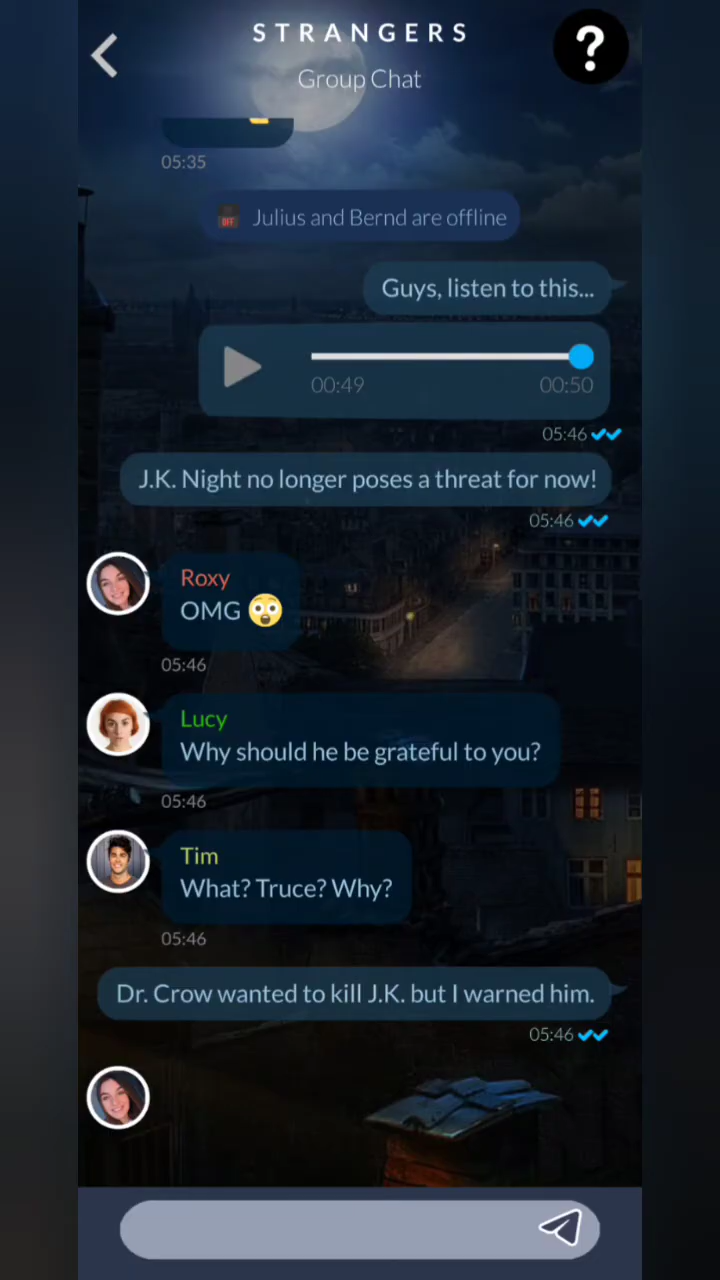 STRANGERS
?
Group Chat
05:35
OFF Julius and Bernd are offline
Guys, listen to this...
00:49 00:50
05:46
J.K. Night no longer poses a threat for now!
05:46
Roxy
OMG 😲
05:46
Lucy
Why should he be grateful to you?
05:46
Tim
What? Truce? Why?
05:46
Dr. Crow wanted to kill J.K. but I warned him.
05:46